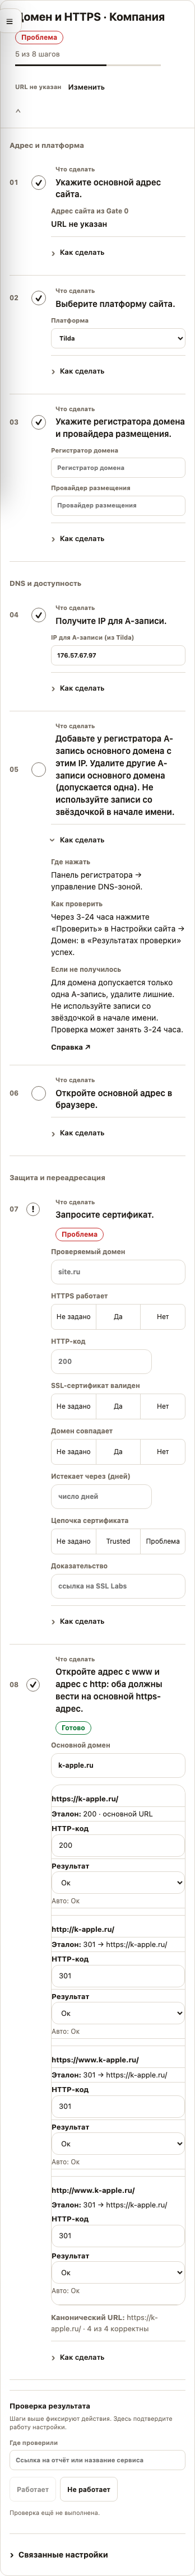 Домен и HTTPS · Компания
Проблема
5 из 8 шагов
URL не указан Изменить
Адрес и платформа
Что сделать
01 Укажите основной адрес
сайта.
Адрес сайта из Gate 0
URL не указан
Как сделать
Что сделать
02 Выберите платформу сайта.
Платформа
Tilda
Как сделать
Что сделать
03 Укажите регистратора домена
и провайдера размещения.
Регистратор домена
Регистратор домена
Провайдер размещения
Провайдер размещения
Как сделать
DNS и доступность
Что сделать
04 Получите IP для А-записи.
IP для А-записи (из Tilda)
176.57.67.97
Как сделать
Что сделать
Добавьте у регистратора А-
запись основного домена с
05 этим IP. Удалите другие А-
записи основного домена
(допускается одна). Не
используйте записи со
звёздочкой в начале имени.
Как сделать
Где нажать
Панель регистратора →
управление DNS-зоной.
Как проверить
Через 3-24 часа нажмите
«Проверить» в Настройки сайта →
Домен: в «Результатах проверки»
успех.
Если не получилось
Для домена допускается только
одна А-запись, удалите лишние.
Не используйте записи со
звёздочкой в начале имени.
Проверка может занять 3-24 часа.
Справка ↗
Что сделать
06 Откройте основной адрес в
браузере.
Как сделать
Защита и переадресация
Что сделать
07 ! Запросите сертификат.
Проблема
Проверяемый домен
site.ru
HTTPS работает
Не задано Да Нет
HTTP-код
200
SSL-сертификат валиден
Не задано Да Нет
Домен совпадает
Не задано Да Нет
Истекает через (дней)
число дней
Цепочка сертификата
Не задано Trusted Проблема
Доказательство
ссылка на SSL Labs
Как сделать
Что сделать
Откройте адрес с www и
08 адрес с http: оба должны
вести на основной https-
адрес.
Готово
Основной домен
k-apple.ru
https://k-apple.ru/
Эталон: 200 · основной URL
HTTP-код
200
Результат
Ок
Авто: Ок
http://k-apple.ru/
Эталон: 301 → https://k-apple.ru/
HTTP-код
301
Результат
Ок
Авто: Ок
https://www.k-apple.ru/
Эталон: 301 → https://k-apple.ru/
HTTP-код
301
Результат
Ок
Авто: Ок
http://www.k-apple.ru/
Эталон: 301 → https://k-apple.ru/
HTTP-код
301
Результат
Ок
Авто: Ок
Канонический URL: https://k-
apple.ru/ · 4 из 4 корректны
Как сделать
Проверка результата
Шаги выше фиксируют действия. Здесь подтвердите
работу настройки.
Где проверили
Ссылка на отчёт или название сервиса
Работает Не работает
Проверка ещё не выполнена.
Связанные настройки